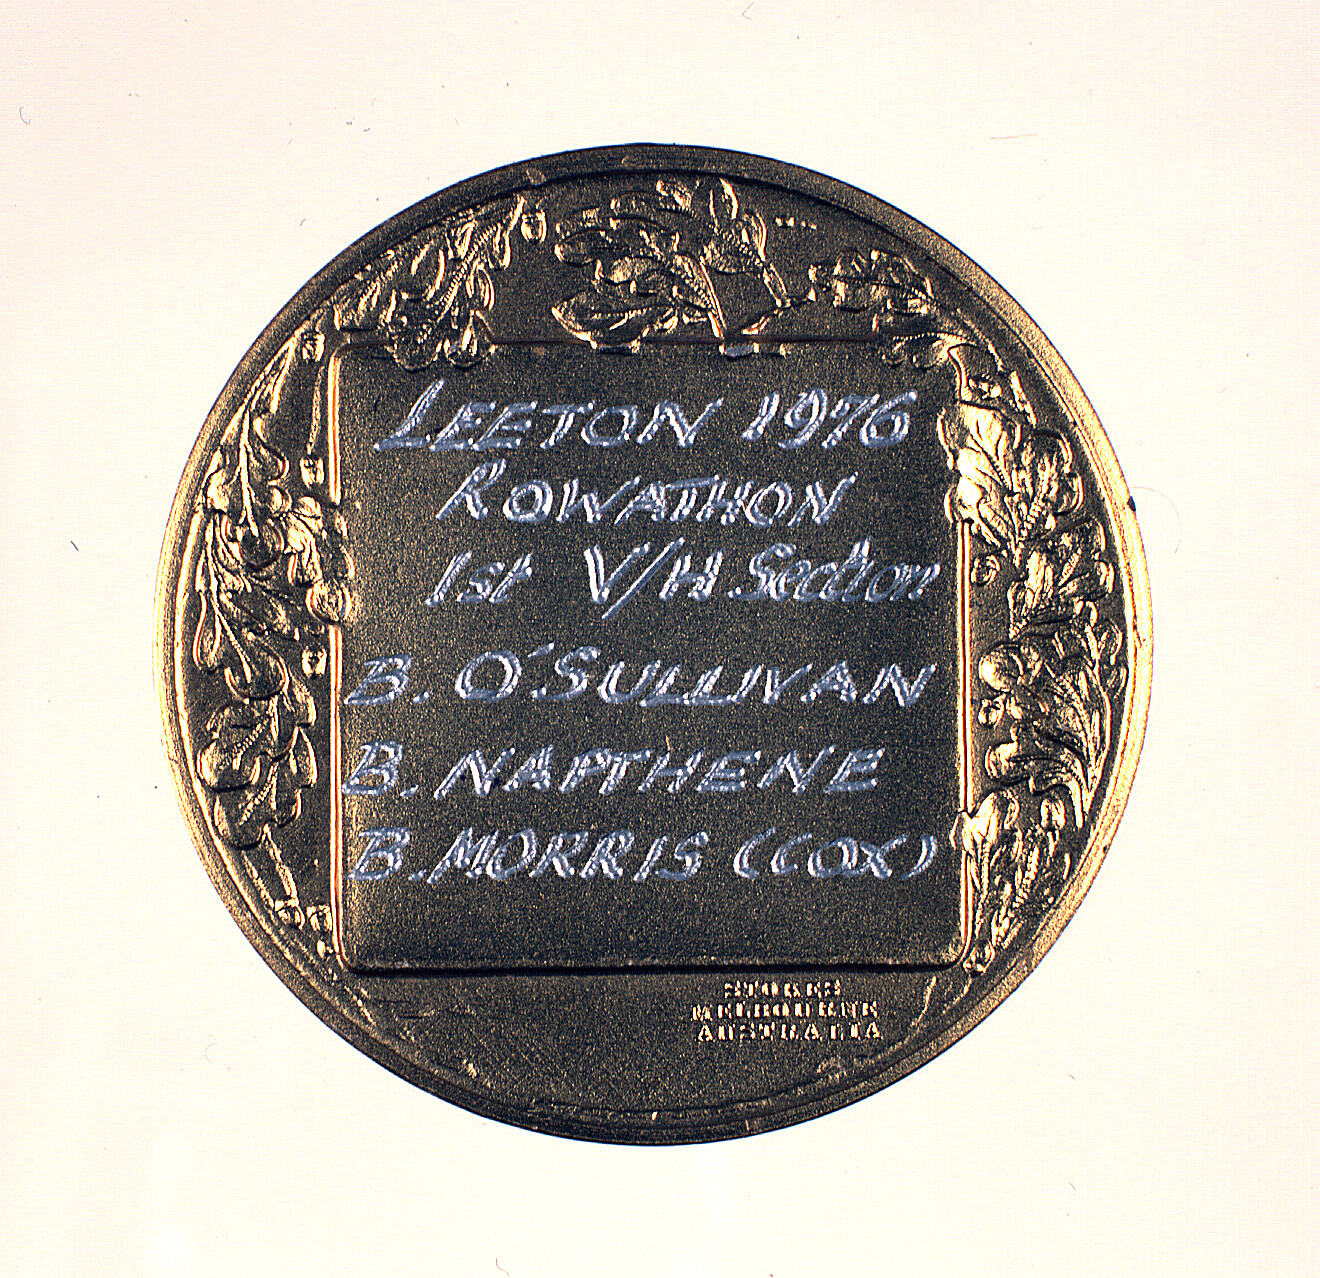 LEETON 1976
ROWATHON
1st V/H Section
B. O'SULLIVAN
B. NAPTHENE
B. MORRIS (COX)
STOKES
MELBOURNE
AUSTRALIA